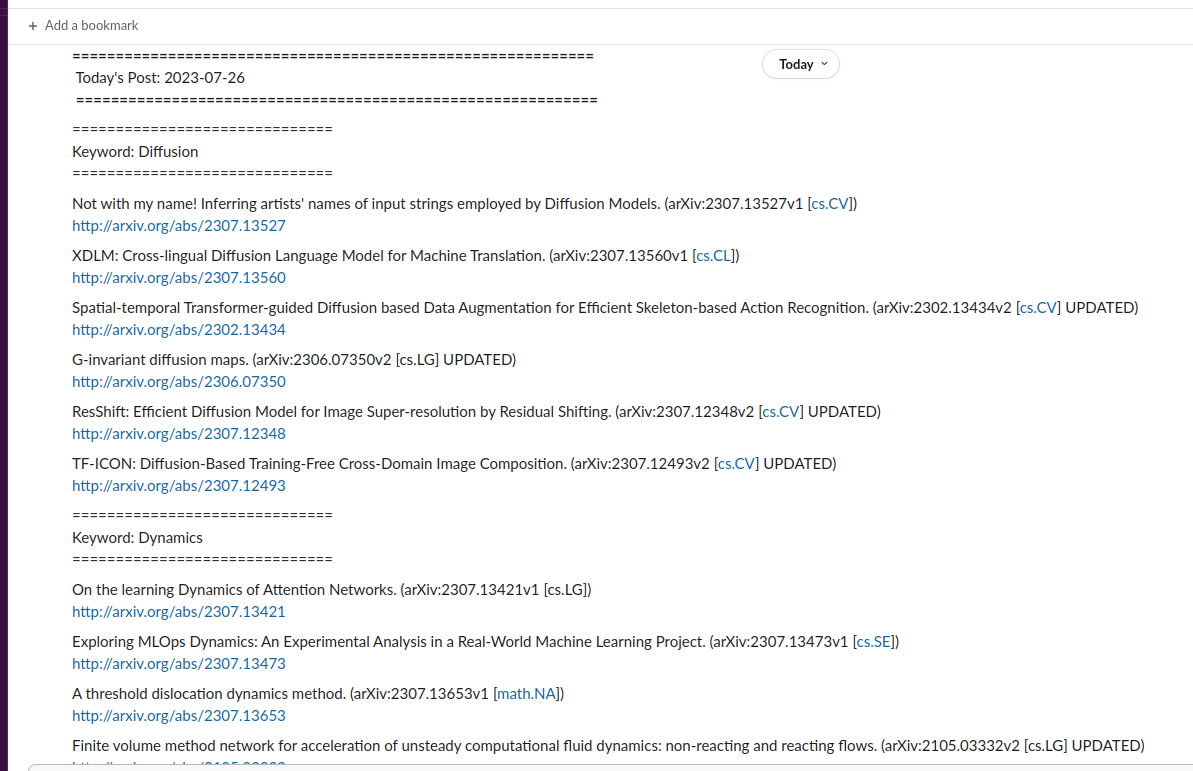 + Add a bookmark
============================================================
Today
Today's Post: 2023-07-26
============================================================
==============================
Keyword: Diffusion
==============================
Not with my name! Inferring artists' names of input strings employed by Diffusion Models. (arXiv:2307.13527v1 [cs.CV])
http://arxiv.org/abs/2307.13527
XDLM: Cross-lingual Diffusion Language Model for Machine Translation. (arXiv:2307.13560v1 [cs.CL])
http://arxiv.org/abs/2307.13560
Spatial-temporal Transformer-guided Diffusion based Data Augmentation for Efficient Skeleton-based Action Recognition. (arXiv:2302.13434v2 [cs.CV] UPDATED)
http://arxiv.org/abs/2302.13434
G-invariant diffusion maps. (arXiv:2306.07350v2 [cs.LG] UPDATED)
http://arxiv.org/abs/2306.07350
ResShift: Efficient Diffusion Model for Image Super-resolution by Residual Shifting. (arXiv:2307.12348v2 [cs.CV] UPDATED)
http://arxiv.org/abs/2307.12348
TF-ICON: Diffusion-Based Training-Free Cross-Domain Image Composition. (arXiv:2307.12493v2 [cs.CV] UPDATED)
http://arxiv.org/abs/2307.12493
==============================
Keyword: Dynamics
==============================
On the learning Dynamics of Attention Networks. (arXiv:2307.13421v1 [cs.LG])
http://arxiv.org/abs/2307.13421
Exploring MLOps Dynamics: An Experimental Analysis in a Real-World Machine Learning Project. (arXiv:2307.13473v1 [cs.SE])
http://arxiv.org/abs/2307.13473
A threshold dislocation dynamics method. (arXiv:2307.13653v1 [math.NA])
http://arxiv.org/abs/2307.13653
Finite volume method network for acceleration of unsteady computational fluid dynamics: non-reacting and reacting flows. (arXiv:2105.03332v2 [cs.LG] UPDATED)